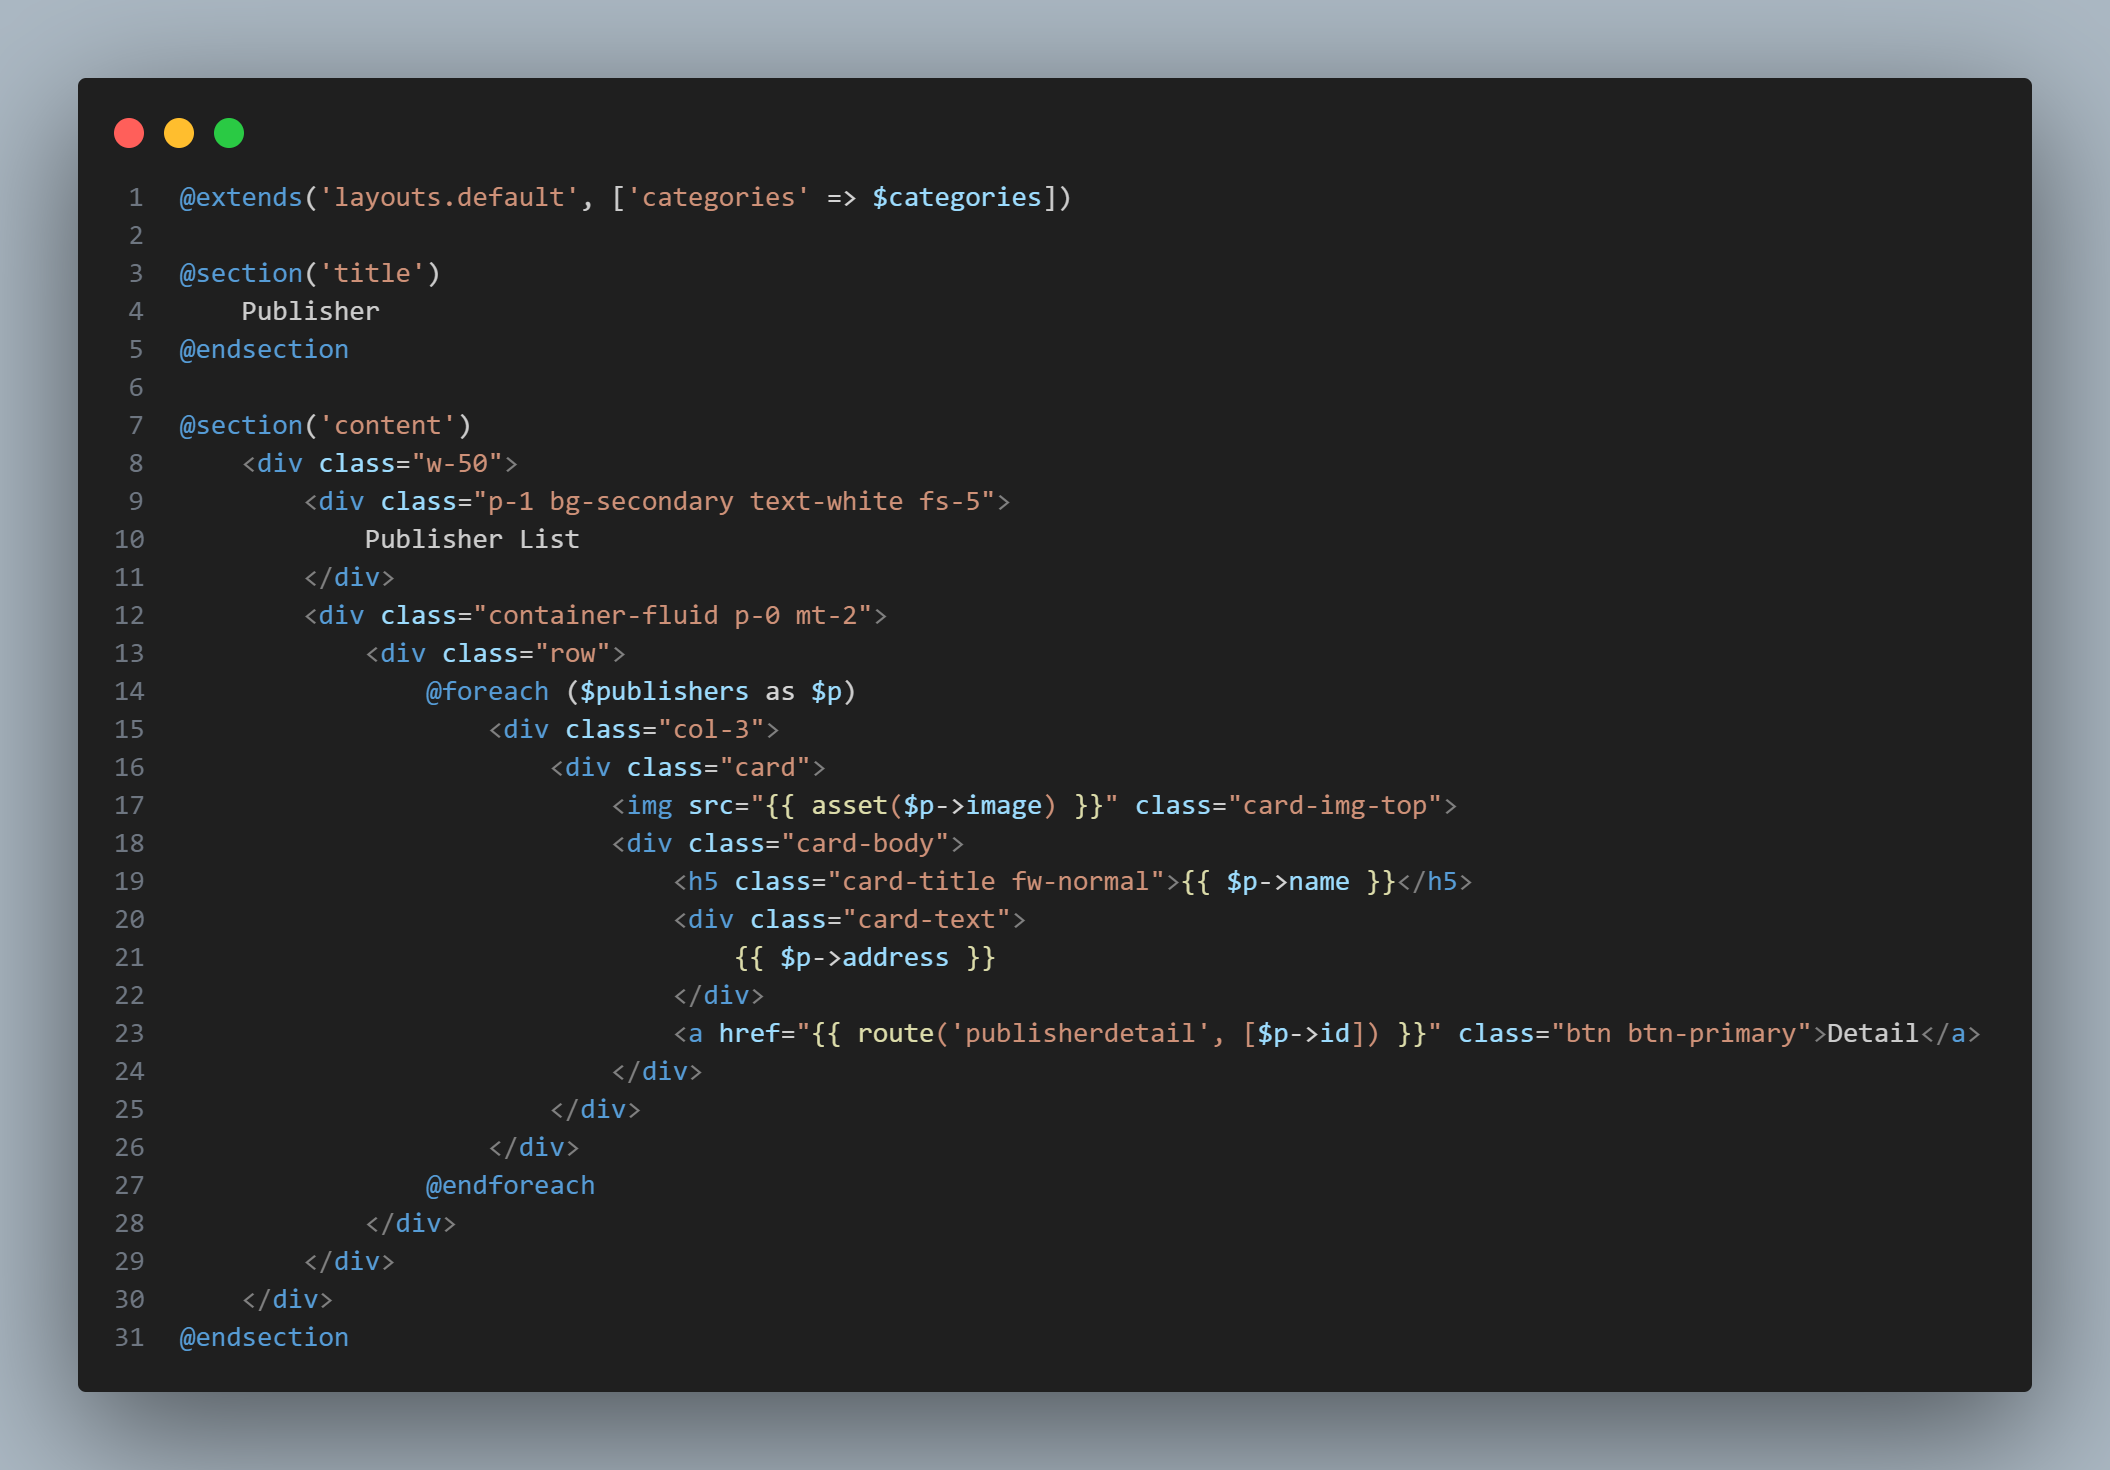 1 @extends('layouts.default', ['categories' => $categories])
2
3 @section('title')
4     Publisher
5 @endsection
6
7 @section('content')
8     <div class="w-50">
9         <div class="p-1 bg-secondary text-white fs-5">
10             Publisher List
11         </div>
12         <div class="container-fluid p-0 mt-2">
13             <div class="row">
14                 @foreach ($publishers as $p)
15                     <div class="col-3">
16                         <div class="card">
17                             <img src="{{ asset($p->image) }}" class="card-img-top">
18                             <div class="card-body">
19                                 <h5 class="card-title fw-normal">{{ $p->name }}</h5>
20                                 <div class="card-text">
21                                     {{ $p->address }}
22                                 </div>
23                                 <a href="{{ route('publisherdetail', [$p->id]) }}" class="btn btn-primary">Detail</a>
24                             </div>
25                         </div>
26                     </div>
27                 @endforeach
28             </div>
29         </div>
30     </div>
31 @endsection